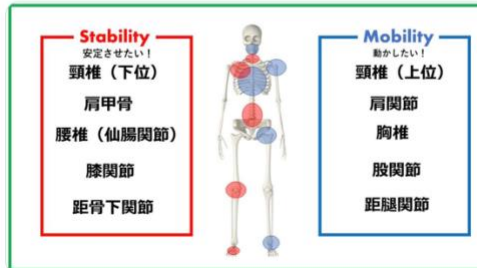 Stability
安定させたい！
頸椎（下位）
肩甲骨
腰椎（仙腸関節）
膝関節
距骨下関節
Mobility
動かしたい！
頸椎（上位）
肩関節
胸椎
股関節
距腿関節